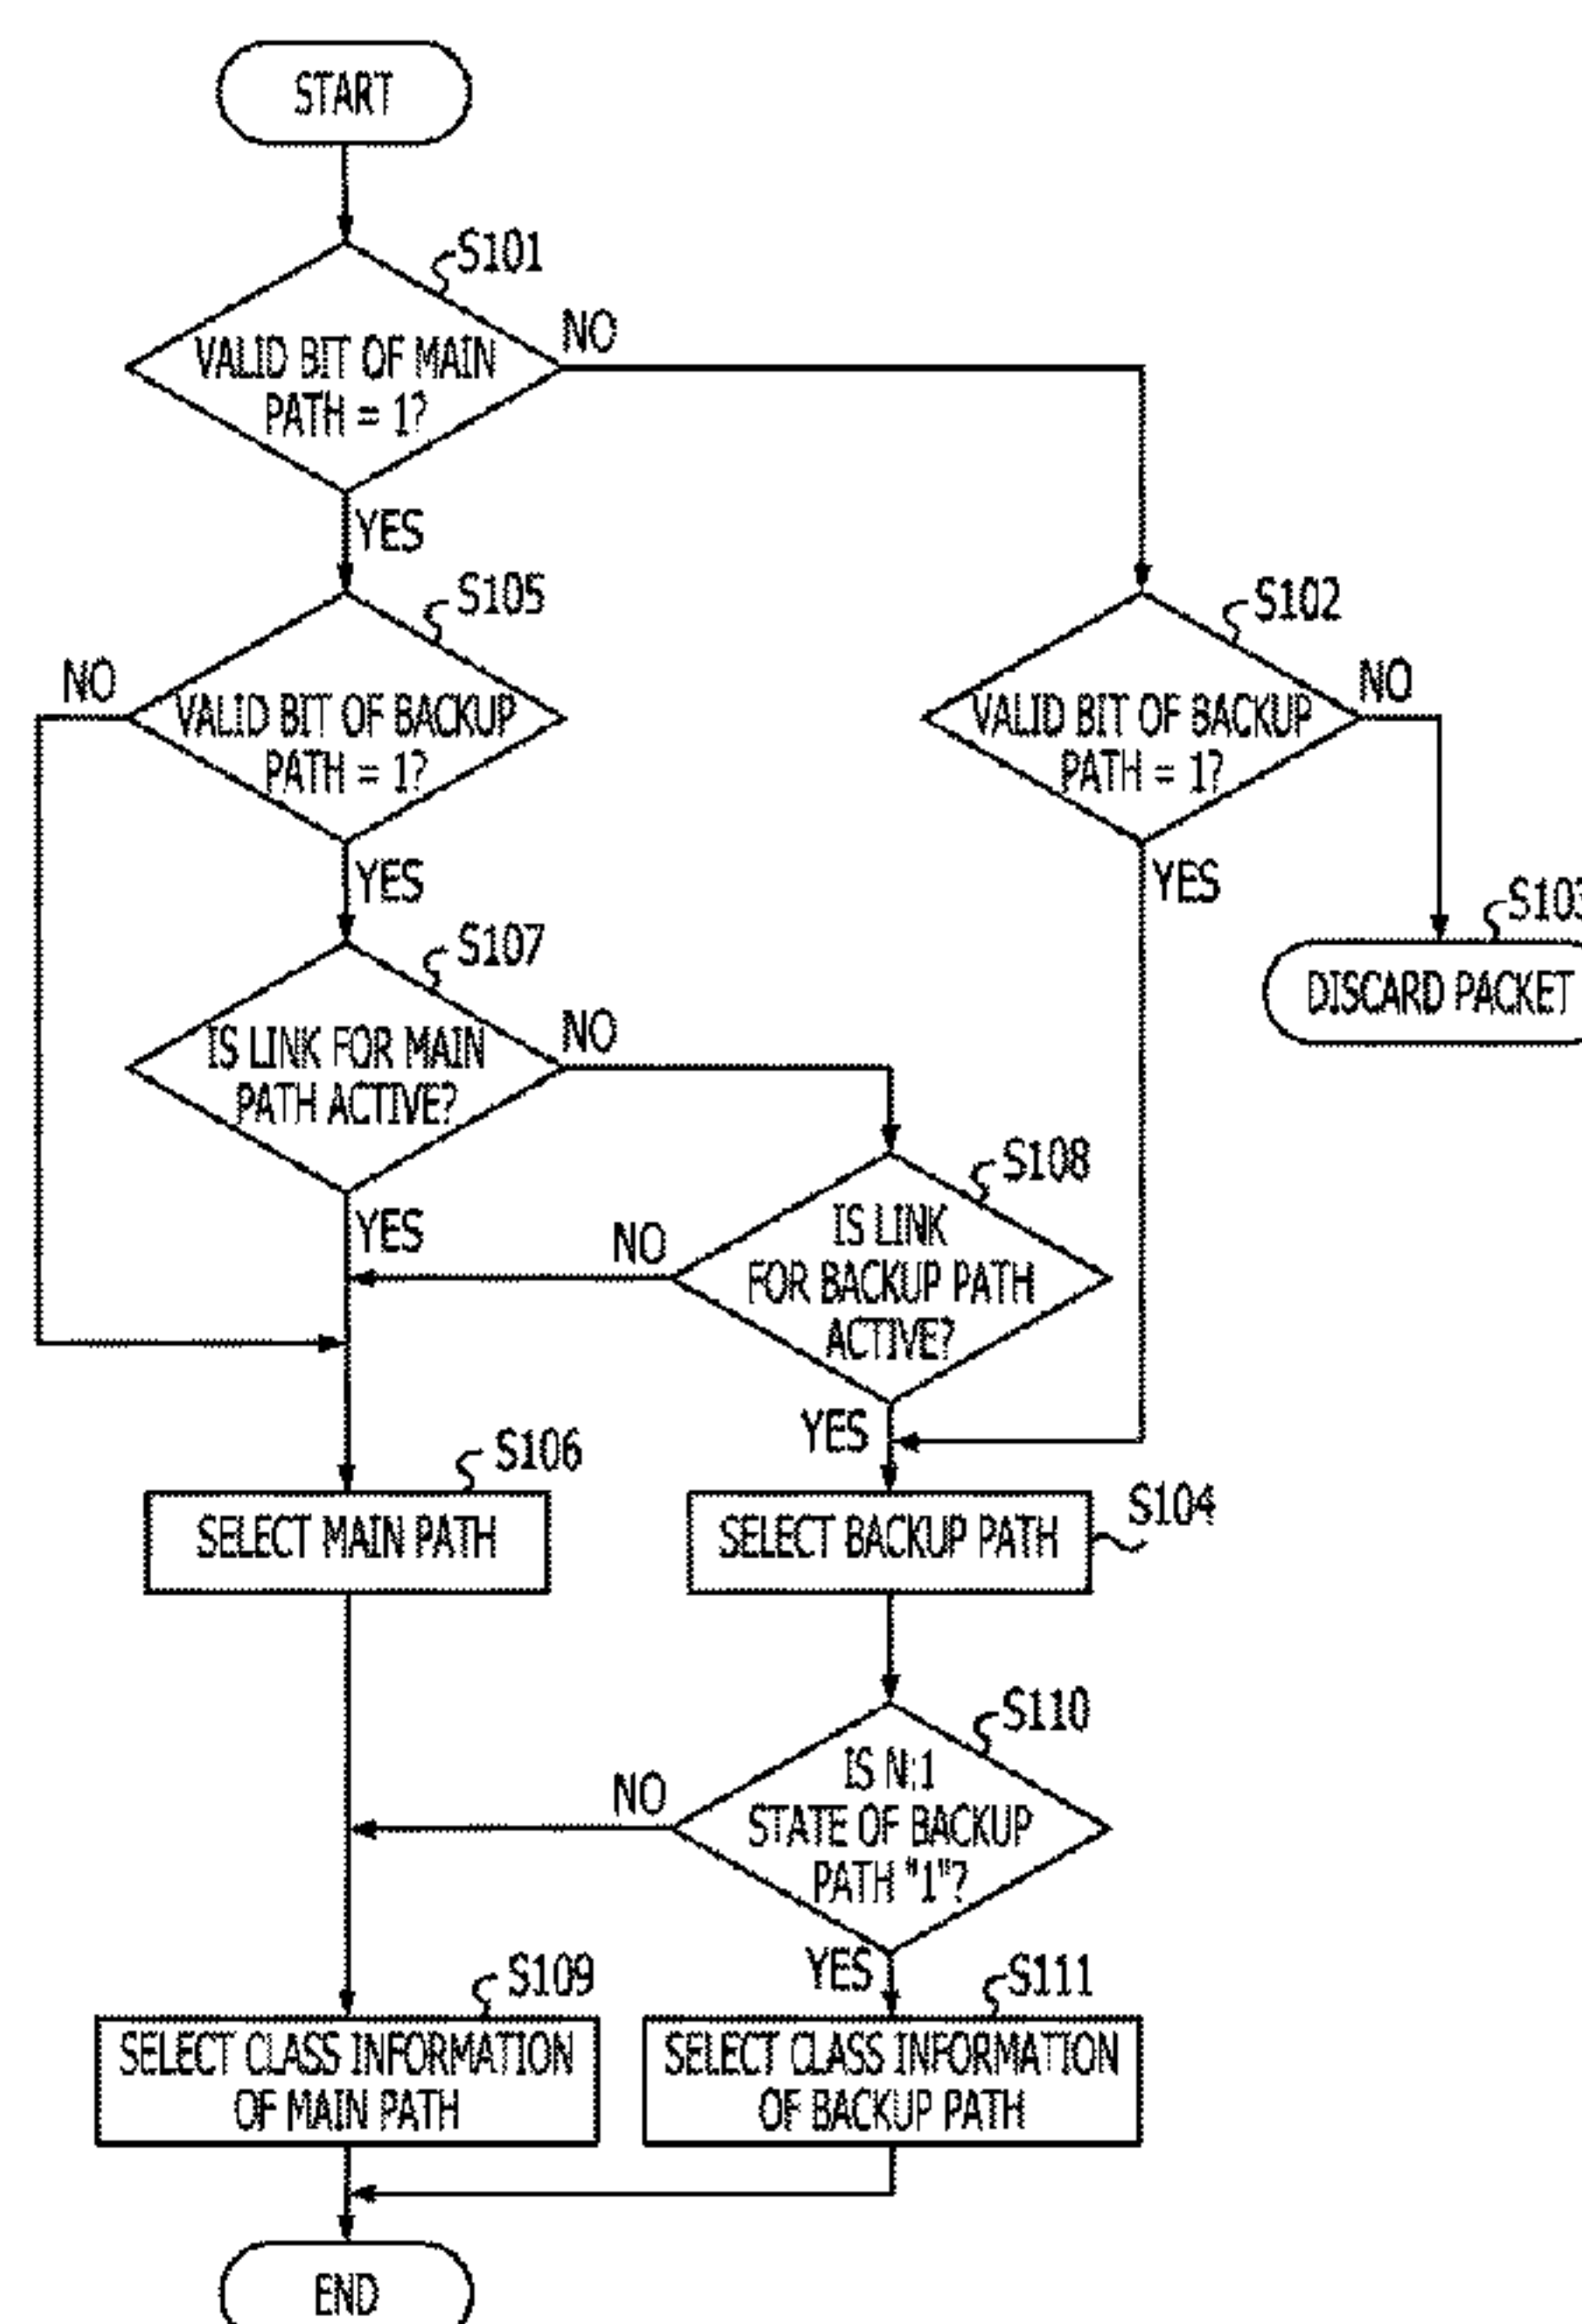 START
S101
VALID BIT OF MAIN
PATH = 1?
NO
YES
S105
NO
VALID BIT OF BACKUP
PATH = 1?
YES
S102
VALID BIT OF BACKUP
PATH = 1?
NO
YES
S103
DISCARD PACKET
S107
IS LINK FOR MAIN
PATH ACTIVE?
NO
YES
S108
IS LINK
FOR BACKUP PATH
ACTIVE?
NO
YES
S106
SELECT MAIN PATH
S104
SELECT BACKUP PATH
S110
IS N:1
STATE OF BACKUP
PATH "1"?
NO
YES
S109
SELECT CLASS INFORMATION
OF MAIN PATH
S111
SELECT CLASS INFORMATION
OF BACKUP PATH
END